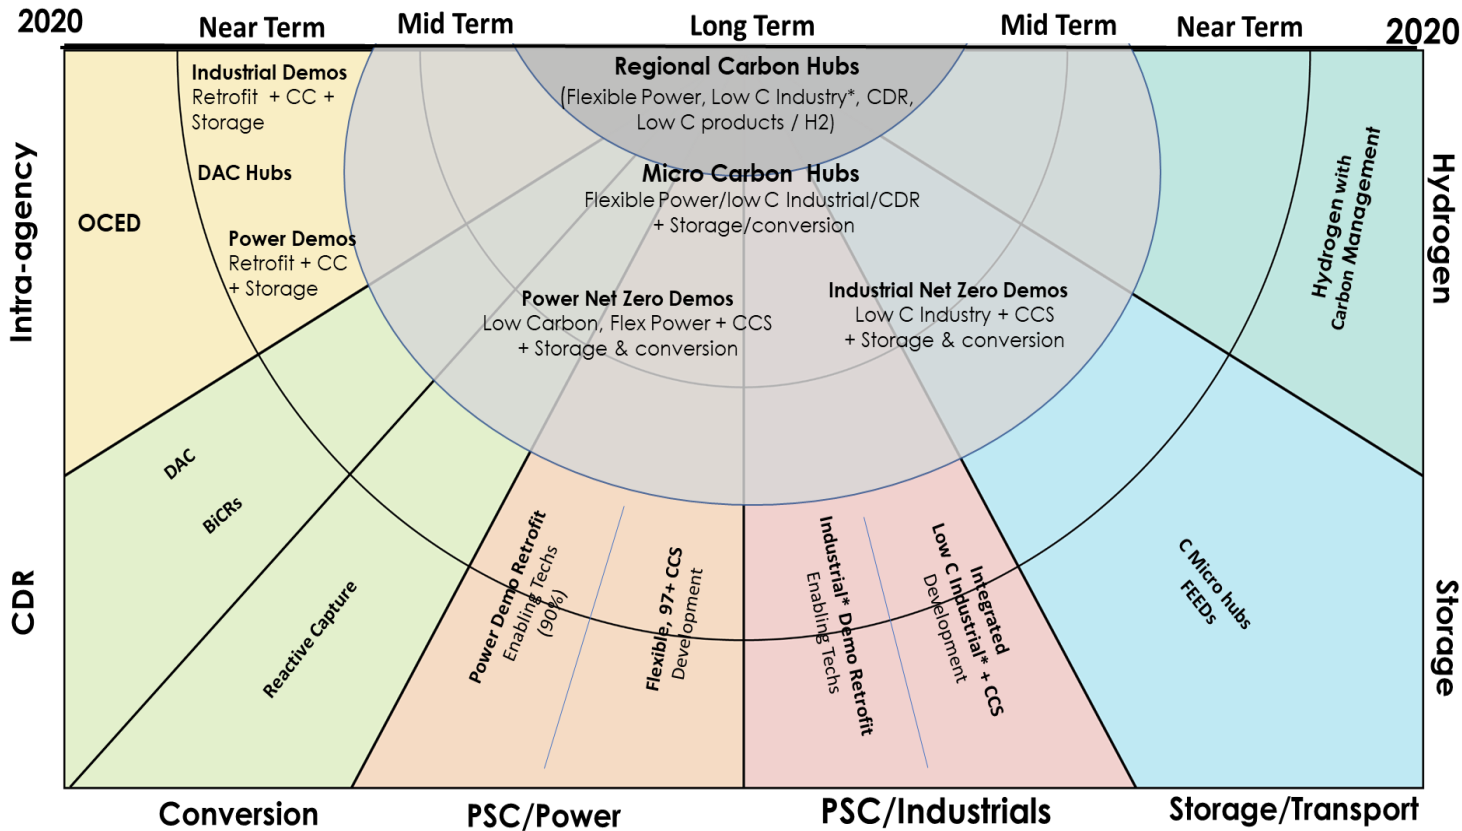 2020
Near Term
Mid Term
Long Term
Mid Term
Near Term
2020
Regional Carbon Hubs
(Flexible Power, Low C Industry*, CDR,
Low C products / H2)
Micro Carbon Hubs
Flexible Power/low C Industrial/CDR
+ Storage/conversion
Power Net Zero Demos
Low Carbon, Flex Power + CCS
+ Storage & conversion
Industrial Net Zero Demos
Low C Industry + CCS
+ Storage & conversion
Industrial Demos
Retrofit + CC +
Storage
DAC Hubs
OCED
Power Demos
Retrofit + CC
+ Storage
Intra-agency
CDR
DAC
BiCRs
Reactive Capture
Power Demo Retrofit
Enabling Techs
(90%)
Flexible, 97+ CCS
Development
Industrial* Demo Retrofit
Enabling Techs
Integrated
Low C Industrial* + CCS
Development
C Micro hubs
FEEDs
Hydrogen with
Carbon Management
Hydrogen
Storage
Conversion
PSC/Power
PSC/Industrials
Storage/Transport